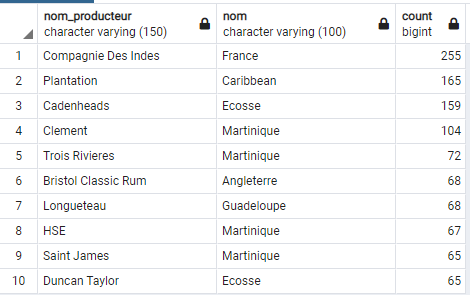 nom_producteur nom count
character varying (150) character varying (100) bigint
1 Compagnie Des Indes France 255
2 Plantation Caribbean 165
3 Cadenheads Ecosse 159
4 Clement Martinique 104
5 Trois Rivieres Martinique 72
6 Bristol Classic Rum Angleterre 68
7 Longueteau Guadeloupe 68
8 HSE Martinique 67
9 Saint James Martinique 65
10 Duncan Taylor Ecosse 65